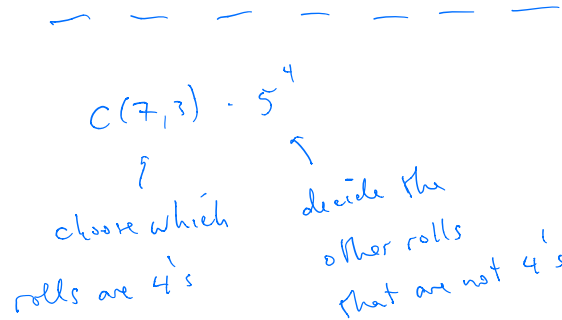 C(7,3) · 5^4
choose which
rolls are 4's
decide the
other rolls
that are not 4's